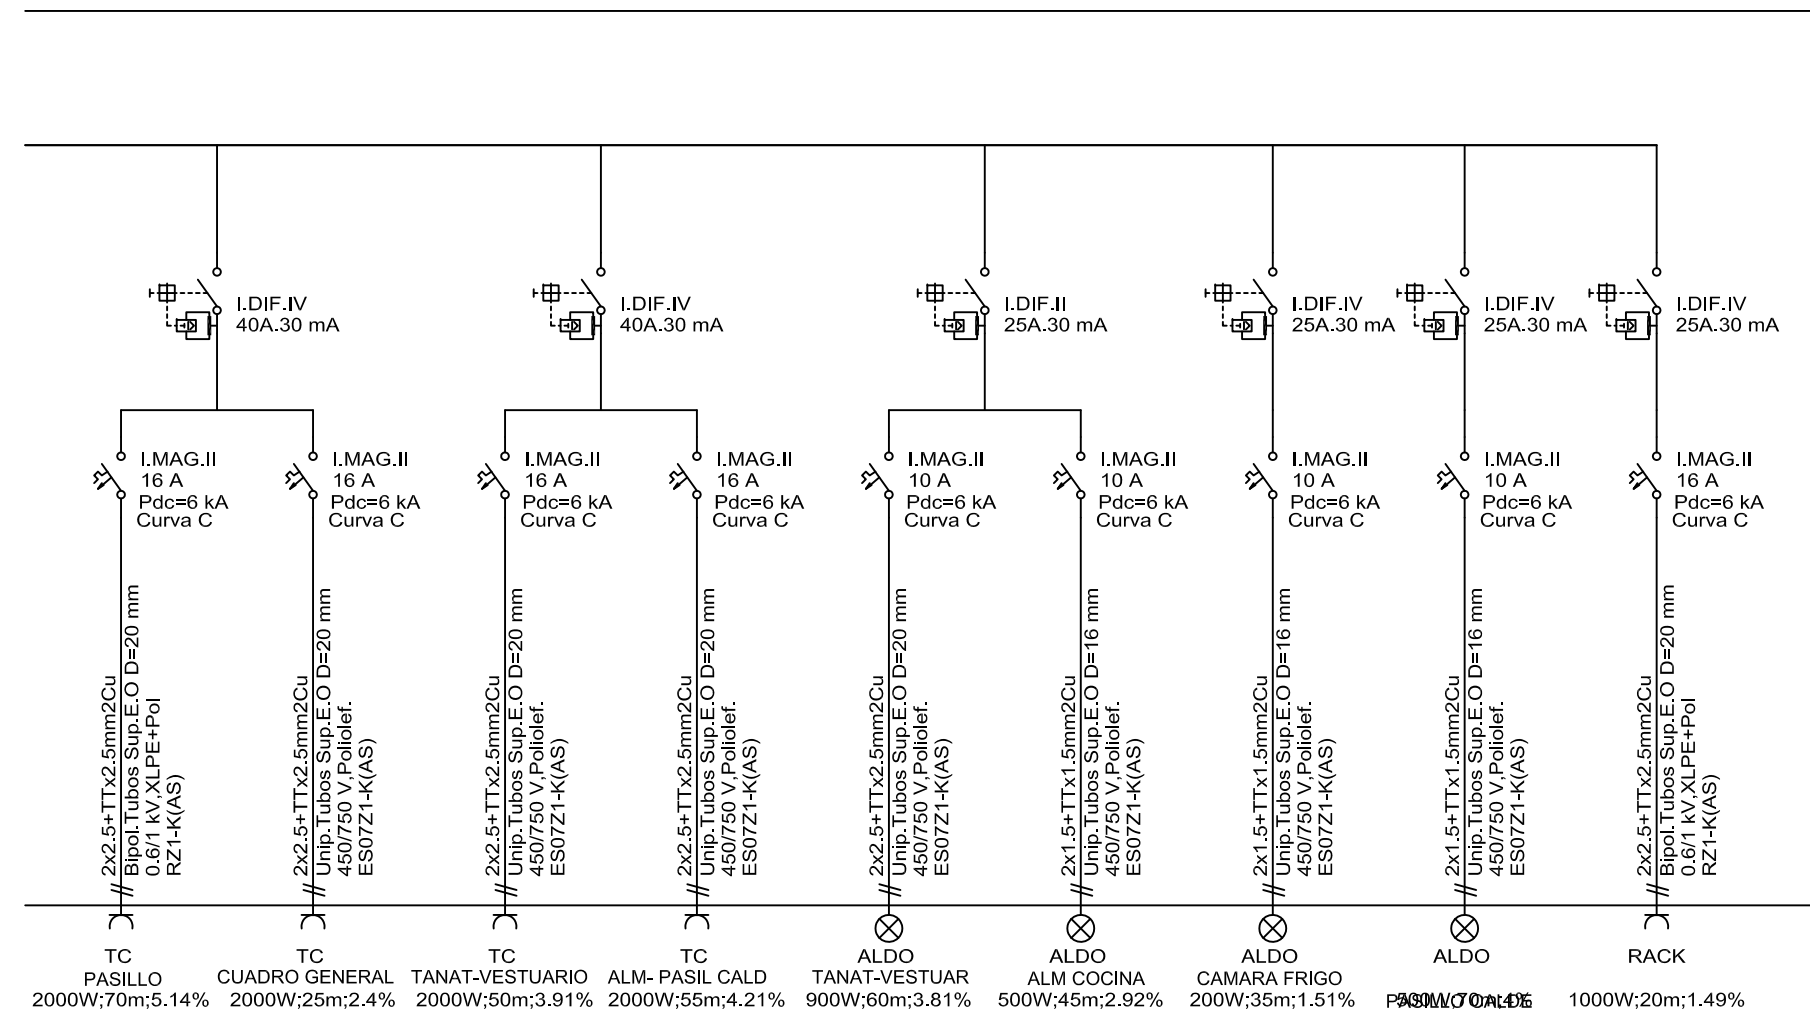 I.DIF.IV
40A.30 mA
I.DIF.IV
40A.30 mA
I.DIF.II
25A.30 mA
I.DIF.IV
25A.30 mA
I.DIF.IV
25A.30 mA
I.DIF.IV
25A.30 mA
I.MAG.II
16 A
Pdc=6 kA
Curva C
I.MAG.II
16 A
Pdc=6 kA
Curva C
I.MAG.II
16 A
Pdc=6 kA
Curva C
I.MAG.II
16 A
Pdc=6 kA
Curva C
I.MAG.II
10 A
Pdc=6 kA
Curva C
I.MAG.II
10 A
Pdc=6 kA
Curva C
I.MAG.II
10 A
Pdc=6 kA
Curva C
I.MAG.II
10 A
Pdc=6 kA
Curva C
I.MAG.II
16 A
Pdc=6 kA
Curva C
2x2.5+TTx2.5mm2Cu
Bipol.Tubos Sup.E.O D=20 mm
0.6/1 kV,XLPE+Pol
RZ1-K(AS)
2x2.5+TTx2.5mm2Cu
Unip.Tubos Sup.E.O D=20 mm
450/750 V,Poliolef.
ES07Z1-K(AS)
2x2.5+TTx2.5mm2Cu
Unip.Tubos Sup.E.O D=20 mm
450/750 V,Poliolef.
ES07Z1-K(AS)
2x2.5+TTx2.5mm2Cu
Unip.Tubos Sup.E.O D=20 mm
450/750 V,Poliolef.
ES07Z1-K(AS)
2x2.5+TTx2.5mm2Cu
Unip.Tubos Sup.E.O D=20 mm
450/750 V,Poliolef.
ES07Z1-K(AS)
2x1.5+TTx1.5mm2Cu
Unip.Tubos Sup.E.O D=16 mm
450/750 V,Poliolef.
ES07Z1-K(AS)
2x1.5+TTx1.5mm2Cu
Unip.Tubos Sup.E.O D=16 mm
450/750 V,Poliolef.
ES07Z1-K(AS)
2x1.5+TTx1.5mm2Cu
Unip.Tubos Sup.E.O D=16 mm
450/750 V,Poliolef.
ES07Z1-K(AS)
2x2.5+TTx2.5mm2Cu
Bipol.Tubos Sup.E.O D=20 mm
0.6/1 kV,XLPE+Pol
RZ1-K(AS)
TC
PASILLO
2000W;70m;5.14%
TC
CUADRO GENERAL
2000W;25m;2.4%
TC
TANAT-VESTUARIO
2000W;50m;3.91%
TC
ALM- PASIL CALD
2000W;55m;4.21%
ALDO
TANAT-VESTUAR
900W;60m;3.81%
ALDO
ALM COCINA
500W;45m;2.92%
ALDO
CAMARA FRIGO
200W;35m;1.51%
ALDO
PASILLO CALDE
500W;70m;4%
RACK
1000W;20m;1.49%